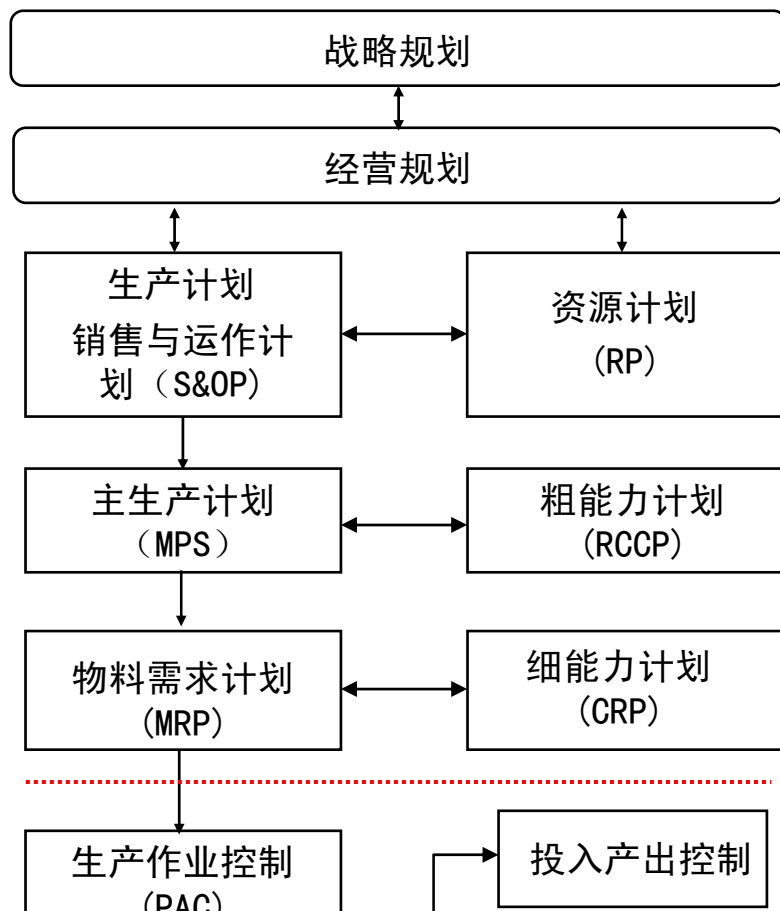 战略规划
经营规划
生产计划
销售与运作计
划（S&OP)
资源计划
(RP)
主生产计划
（MPS）
粗能力计划
(RCCP)
物料需求计划
(MRP)
细能力计划
(CRP)
生产作业控制
(PAC)
投入产出控制